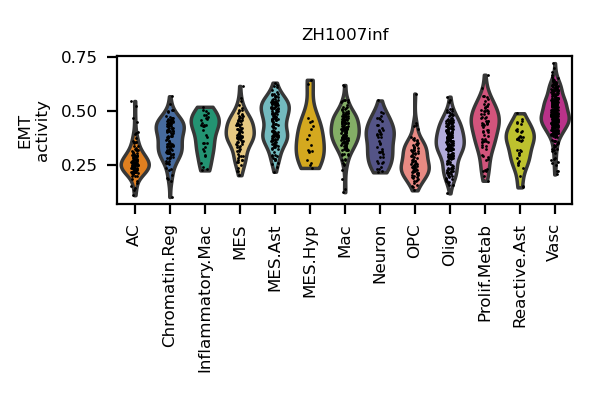 ZH1007inf
0.75
0.50
0.25
EMT
activity
AC
Chromatin.Reg
Inflammatory.Mac
MES
MES.Ast
MES.Hyp
Mac
Neuron
OPC
Oligo
Prolif.Metab
Reactive.Ast
Vasc